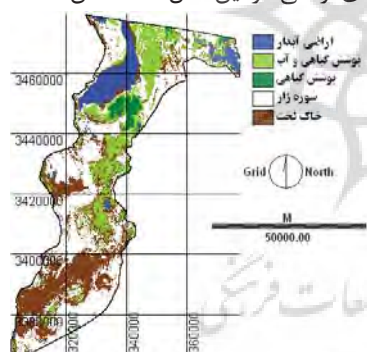 اراضی آبدار
پوشش گیاهی و آب
پوشش گیاهی
شوره زار
خاک لخت
Grid North
M
50000.00
3460000
3440000
3420000
3400000
320000
340000
360000